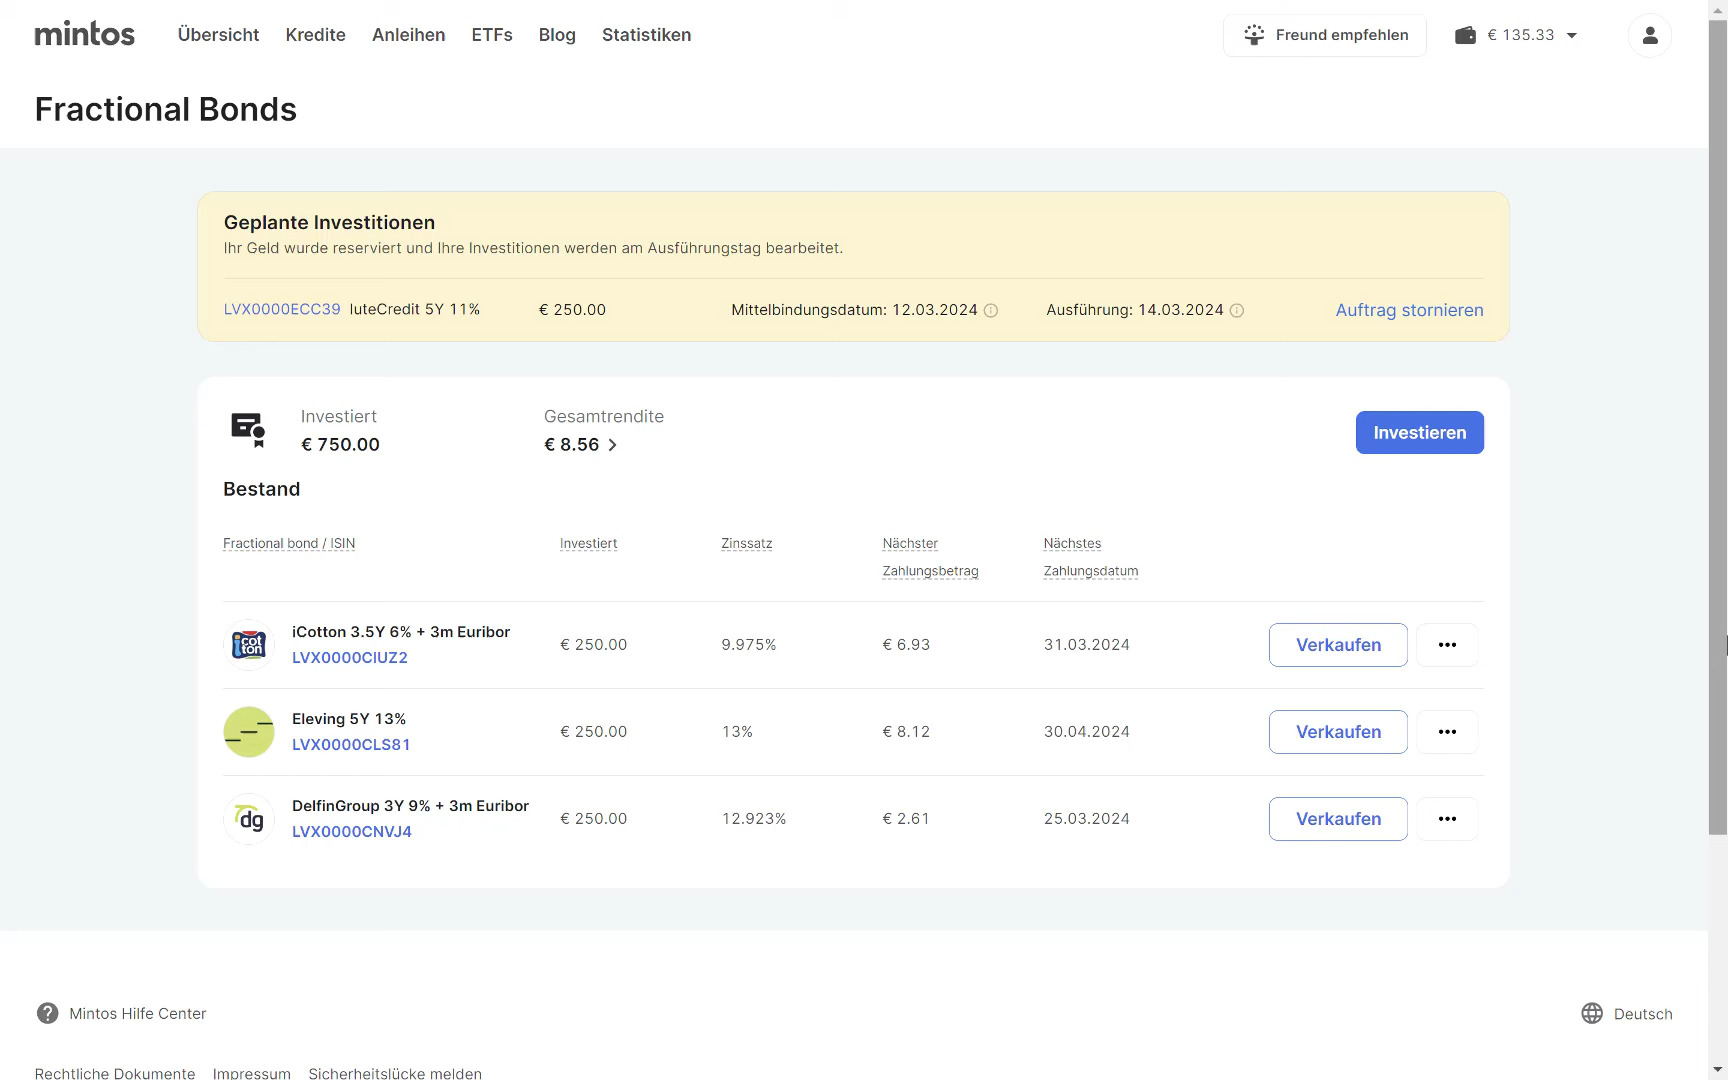 mintos Übersicht Kredite Anleihen ETFs Blog Statistiken Freund empfehlen € 135.33
Fractional Bonds
Geplante Investitionen
Ihr Geld wurde reserviert und Ihre Investitionen werden am Ausführungstag bearbeitet.
LVX0000ECC39 IuteCredit 5Y 11% € 250.00 Mittelbindungsdatum: 12.03.2024 Ausführung: 14.03.2024 Auftrag stornieren
Investiert Gesamtrendite
€ 750.00 € 8.56
Investieren
Bestand
Fractional bond / ISIN Investiert Zinssatz Nächster Nächstes
Zahlungsbetrag Zahlungsdatum
iCotton 3.5Y 6% + 3m Euribor
icotton € 250.00 9.975% € 6.93 31.03.2024 Verkaufen
LVX0000CIUZ2
Eleving 5Y 13%
€ 250.00 13% € 8.12 30.04.2024 Verkaufen
LVX0000CLS81
DelfinGroup 3Y 9% + 3m Euribor
dg € 250.00 12.923% € 2.61 25.03.2024 Verkaufen
LVX0000CNVJ4
Mintos Hilfe Center Deutsch
Rechtliche Dokumente Impressum Sicherheitslücke melden